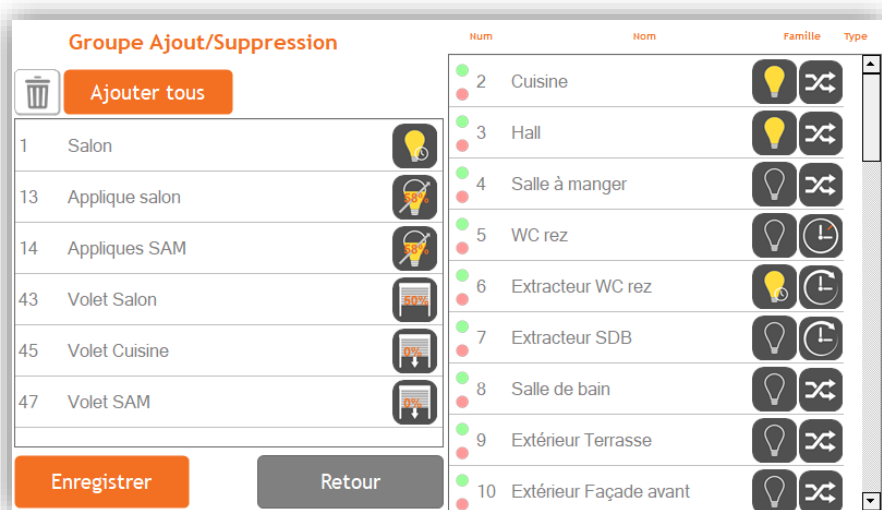 Groupe Ajout/Suppression
Ajouter tous
1 Salon
13 Applique salon 58%
14 Appliques SAM 58%
43 Volet Salon 50%
45 Volet Cuisine 0%
47 Volet SAM 0%
Enregistrer Retour
Num Nom Famille Type
2 Cuisine
3 Hall
4 Salle à manger
5 WC rez
6 Extracteur WC rez
7 Extracteur SDB
8 Salle de bain
9 Extérieur Terrasse
10 Extérieur Façade avant